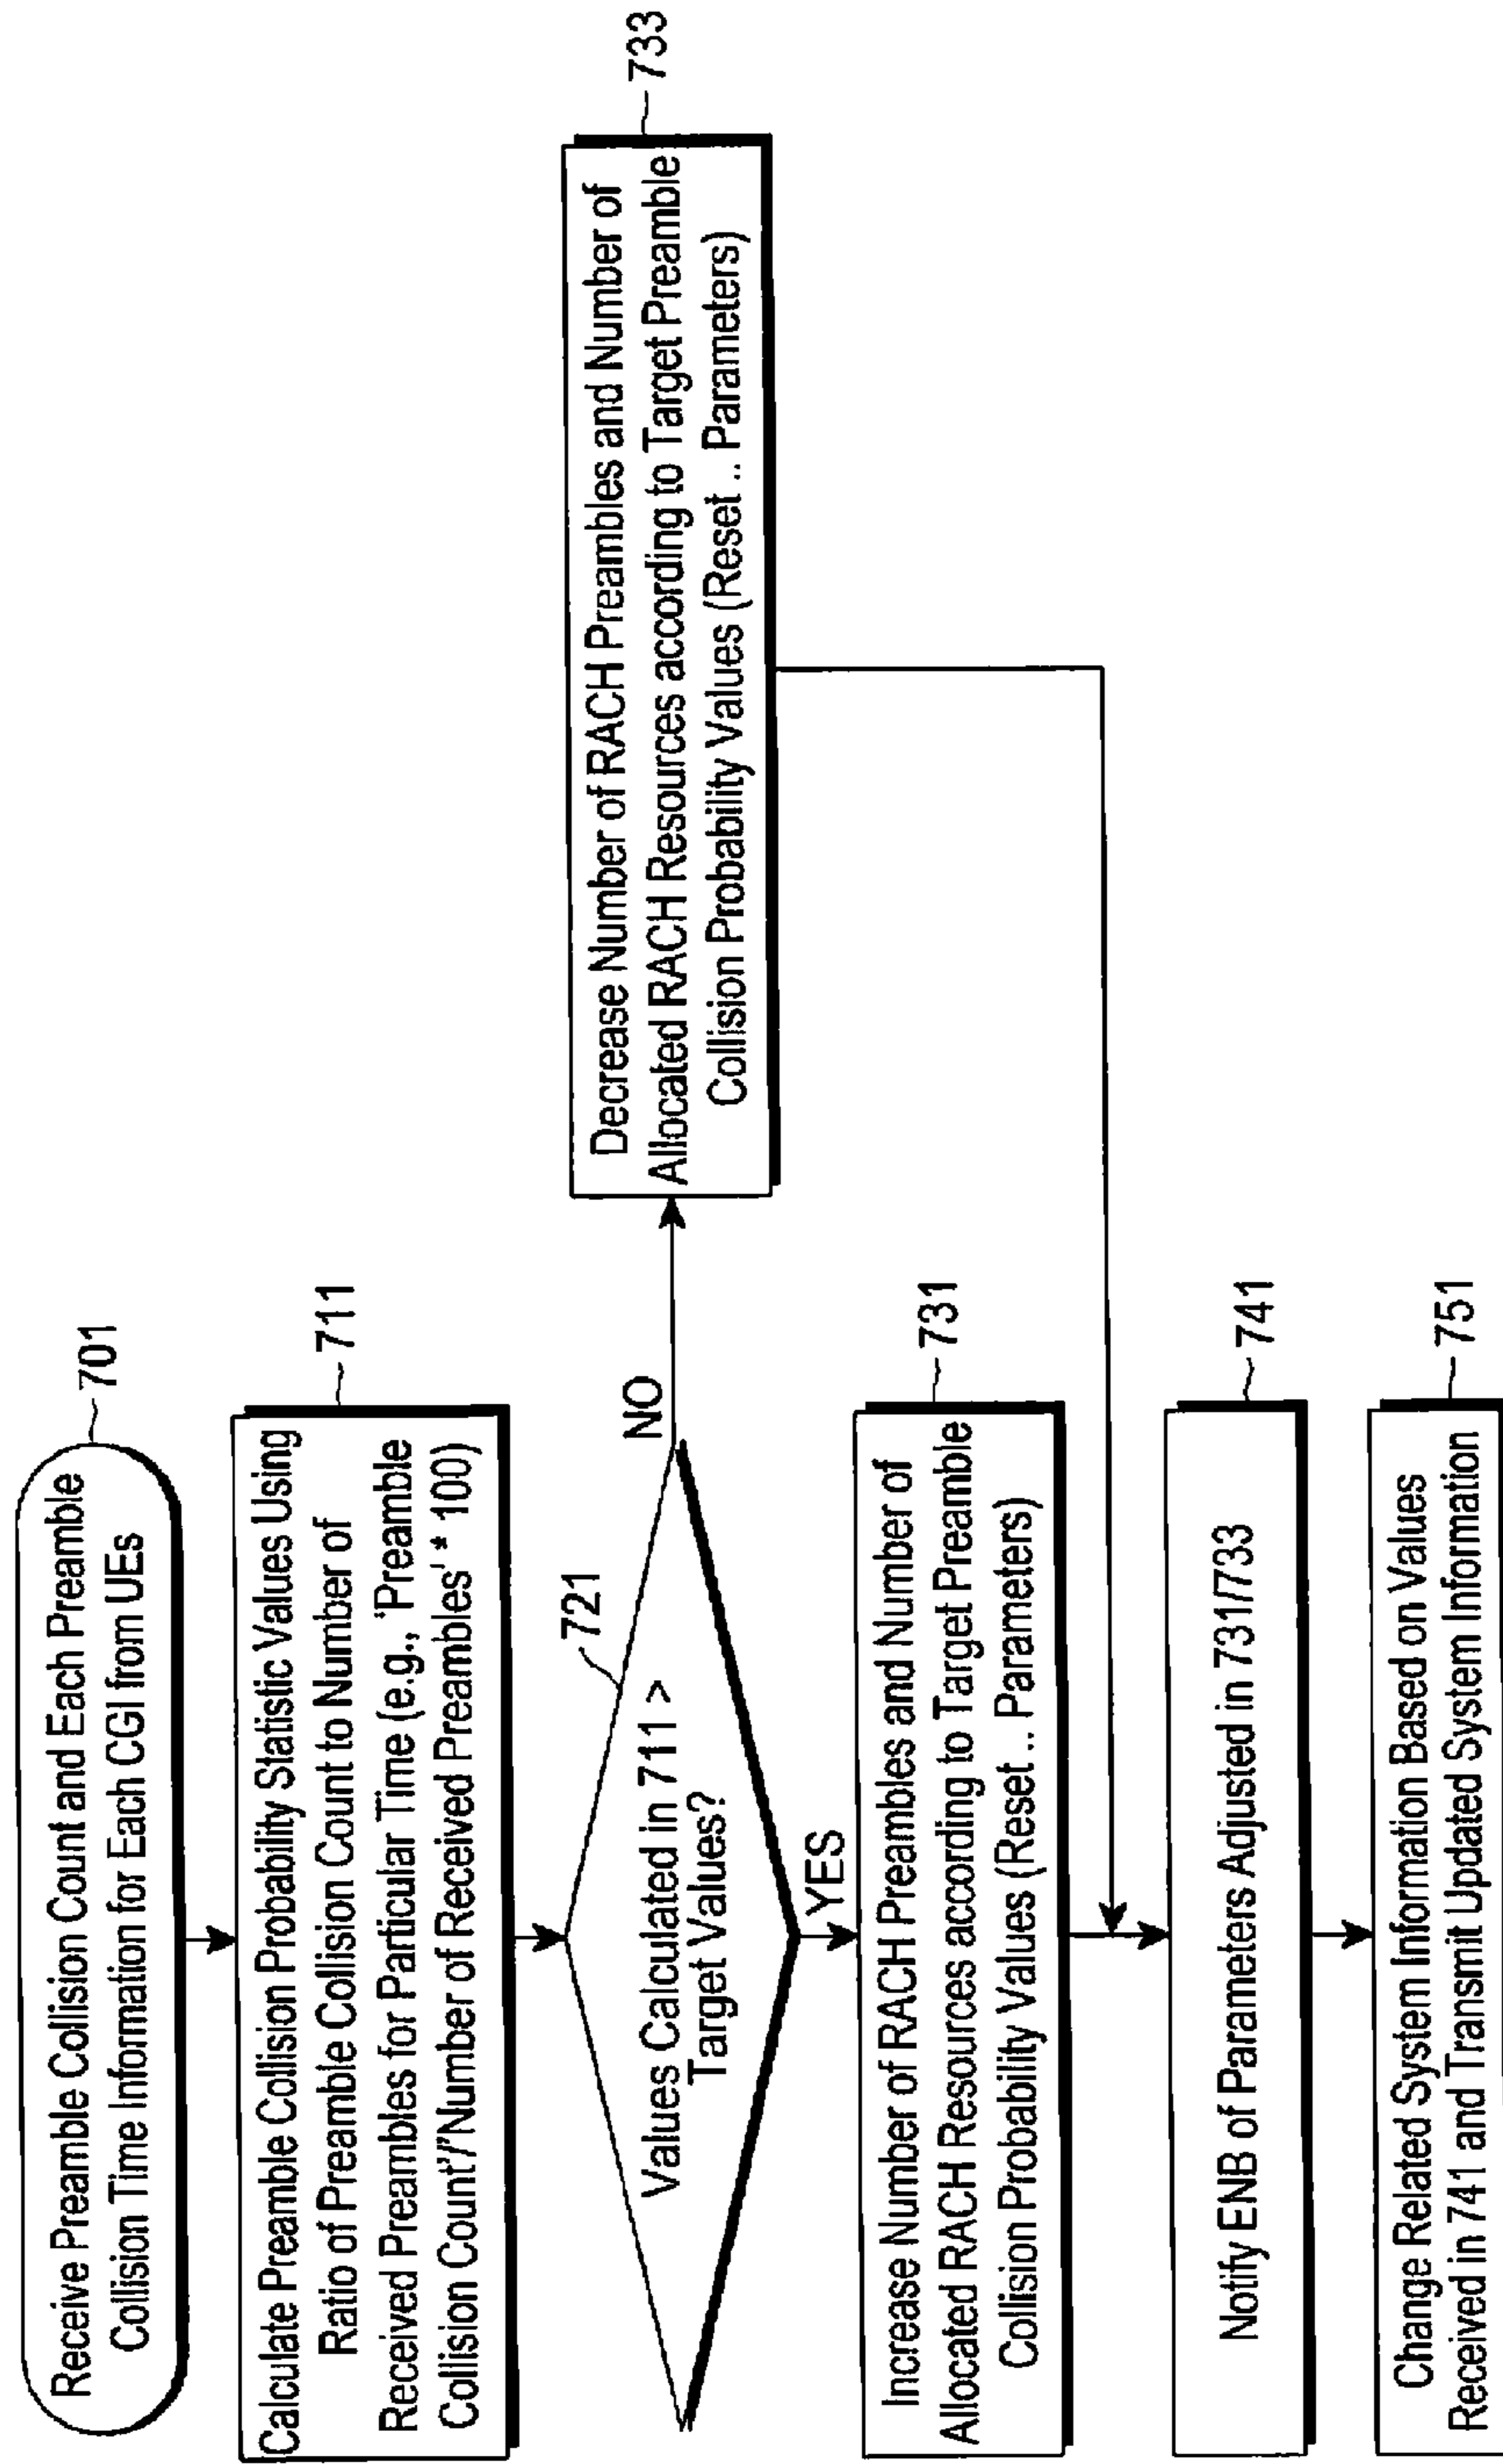 Receive Preamble Collision Count and Each Preamble
Collision Time Information for Each CGI from UEs
701
Calculate Preamble Collision Probability Statistic Values Using
Ratio of Preamble Collision Count to Number of
Received Preambles for Particular Time (e.g., 'Preamble
Collision Count'/'Number of Received Preambles' * 100)
711
Values Calculated in 711 >
Target Values?
721
NO
YES
Decrease Number of RACH Preambles and Number of
Allocated RACH Resources according to Target Preamble
Collision Probability Values (Reset .. Parameters)
733
Increase Number of RACH Preambles and Number of
Allocated RACH Resources according to Target Preamble
Collision Probability Values (Reset .. Parameters)
731
Notify ENB of Parameters Adjusted in 731/733
741
Change Related System Information Based on Values
Received in 741 and Transmit Updated System Information
751